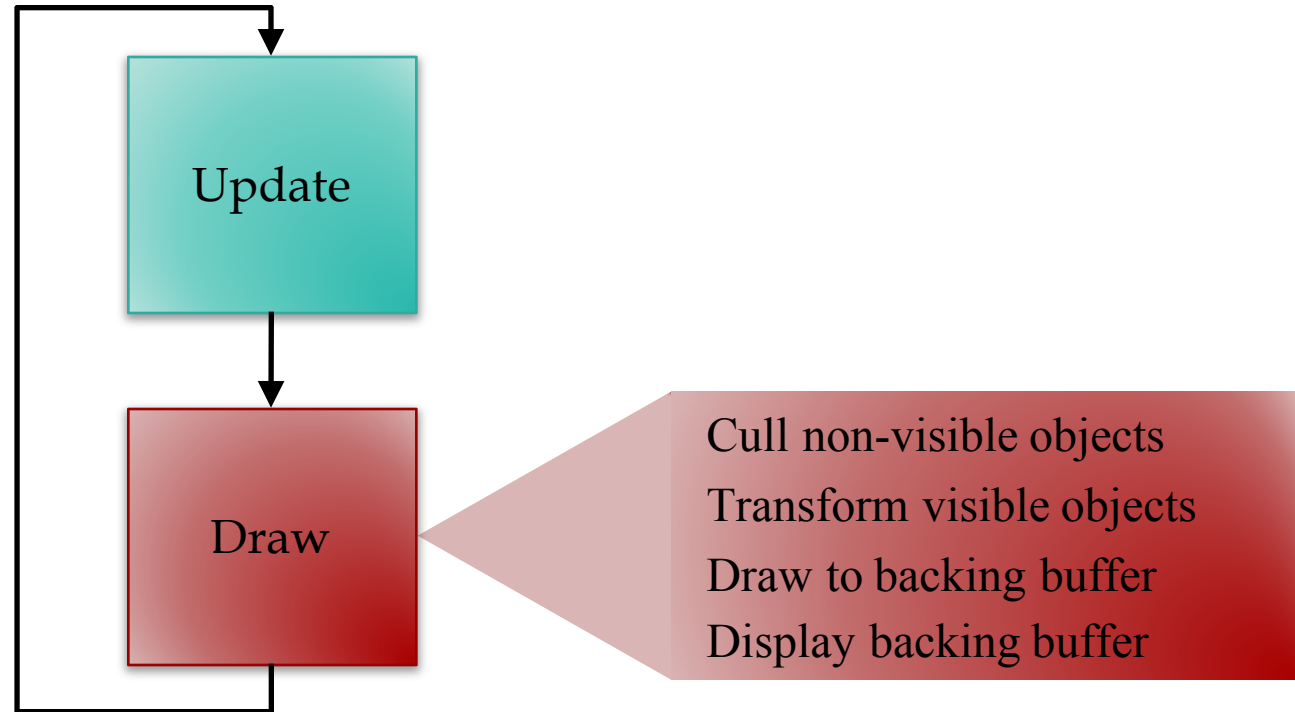 Update
Draw
Cull non-visible objects
Transform visible objects
Draw to backing buffer
Display backing buffer